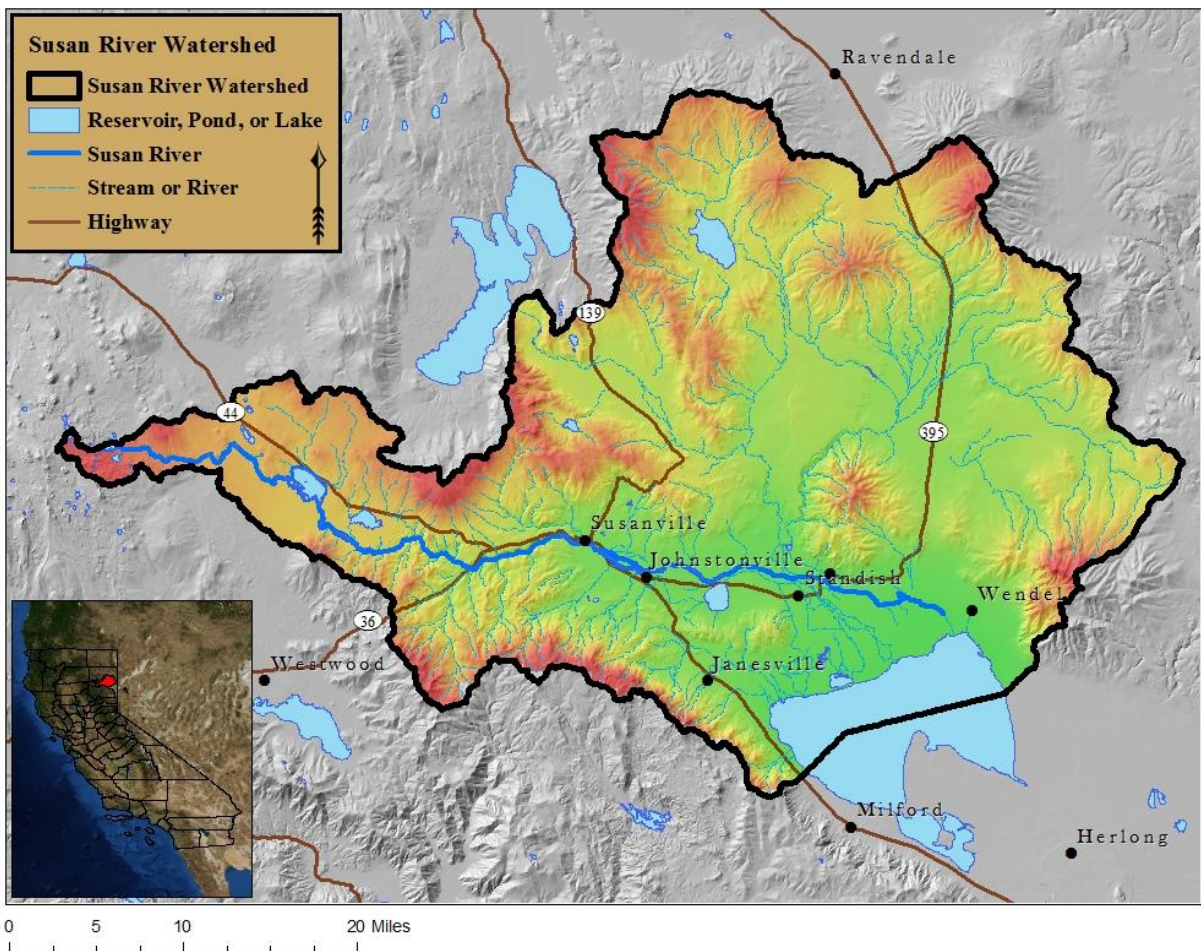 Susan River Watershed
Susan River Watershed
Reservoir, Pond, or Lake
Susan River
Stream or River
Highway
Ravendale
139
44
395
Susanville
Johnstonville
Standish
Wendel
36
Westwood
Janesville
Milford
Herlong
0 5 10 20 Miles